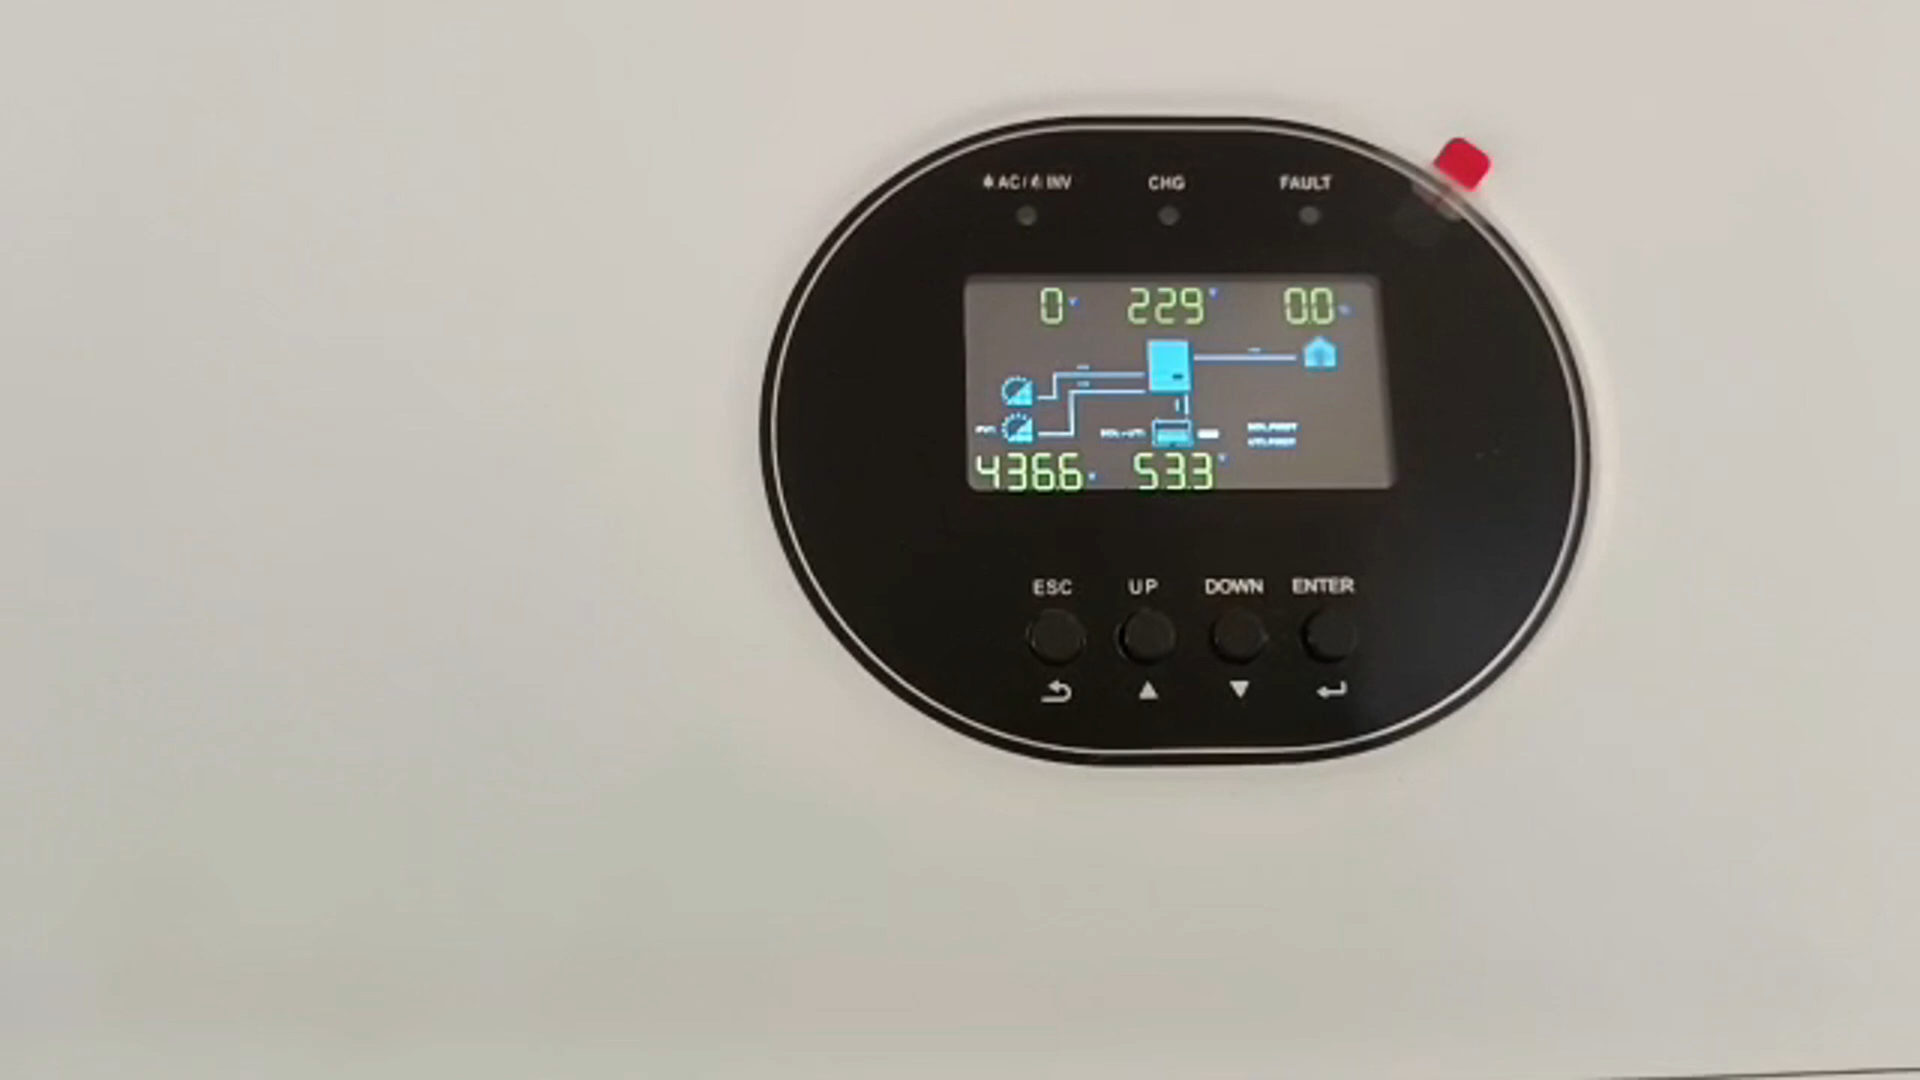 AC/ INV CHG FAULT
0 229 0.0
436.6 53.3
ESC UP DOWN ENTER